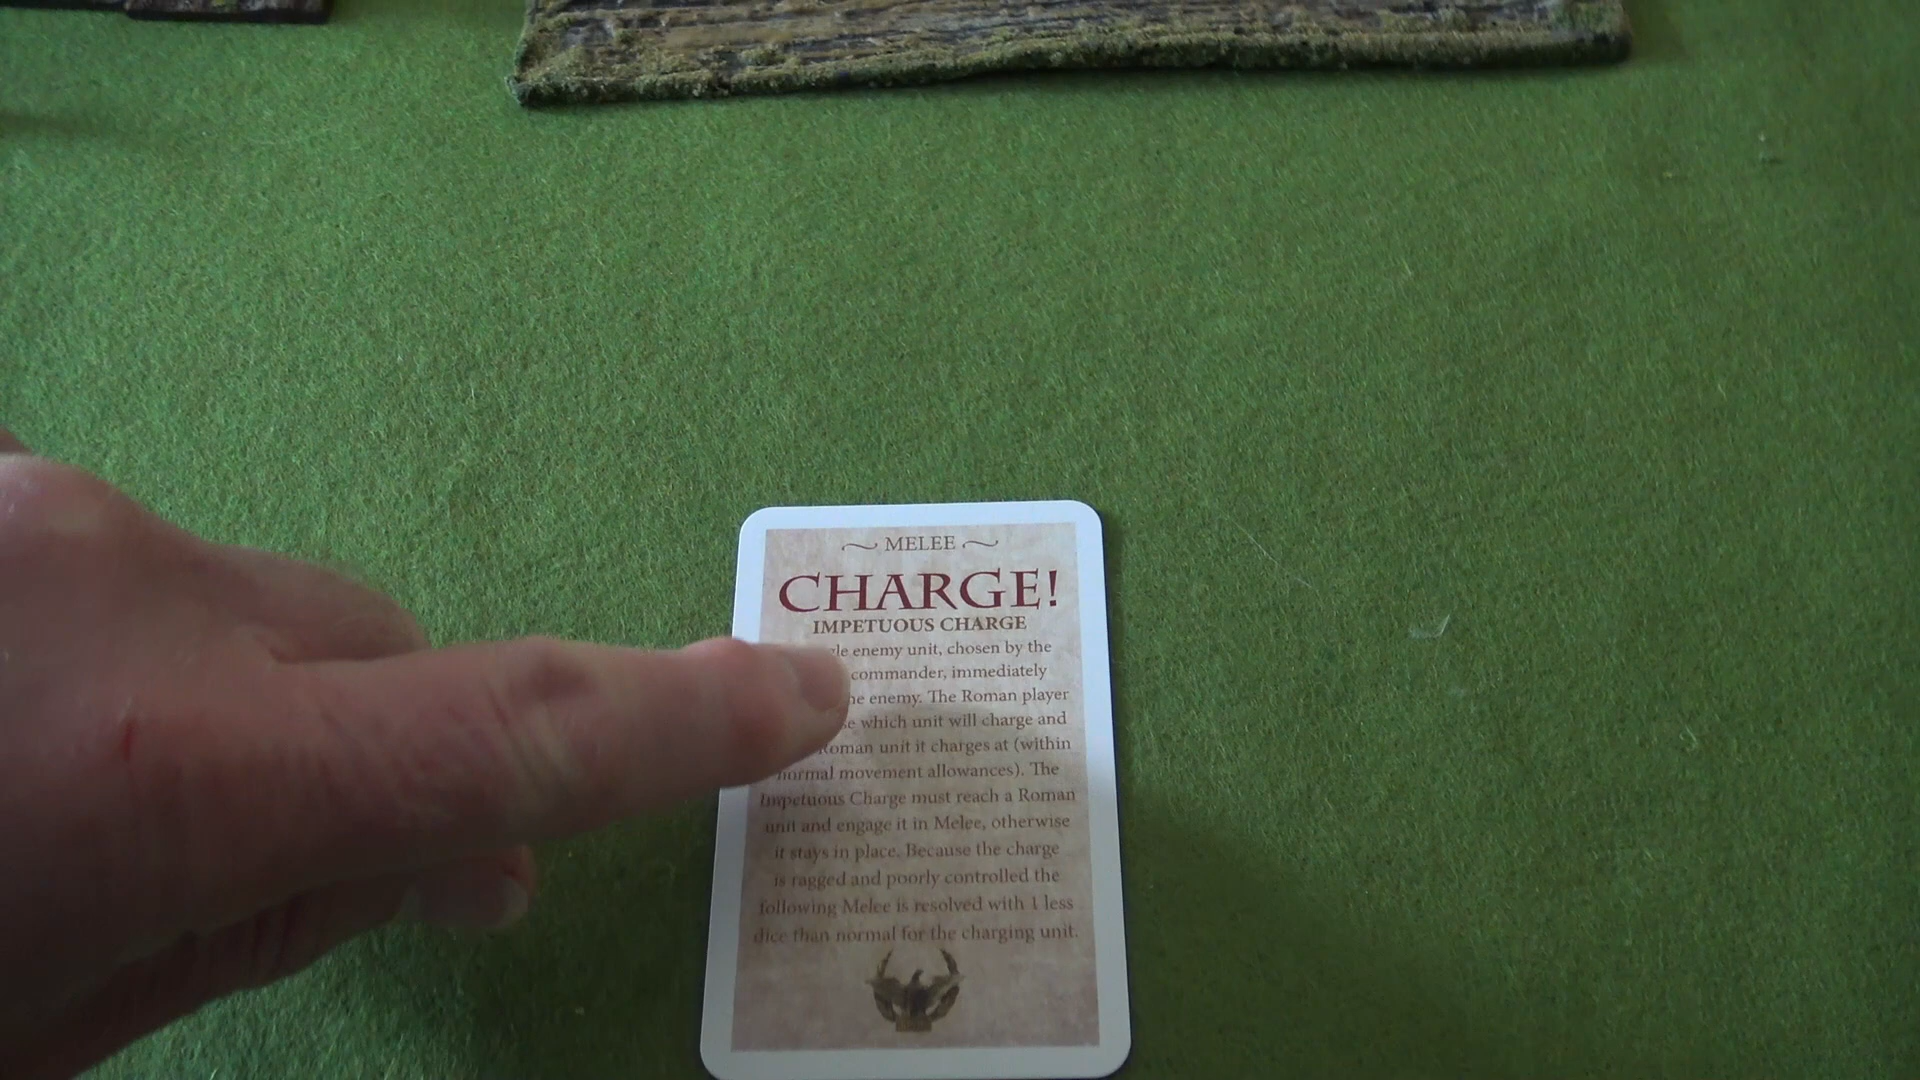 ~ MELEE ~
CHARGE!
IMPETUOUS CHARGE
enemy unit, chosen by the
commander, immediately
enemy. The Roman player
which unit will charge and
Roman unit it charges at (within
normal movement allowances). The
Impetuous Charge must reach a Roman
unit and engage it in Melee, otherwise
it stays in place. Because the charge
is ragged and poorly controlled the
following Melee is resolved with 1 less
dice than normal for the charging unit.